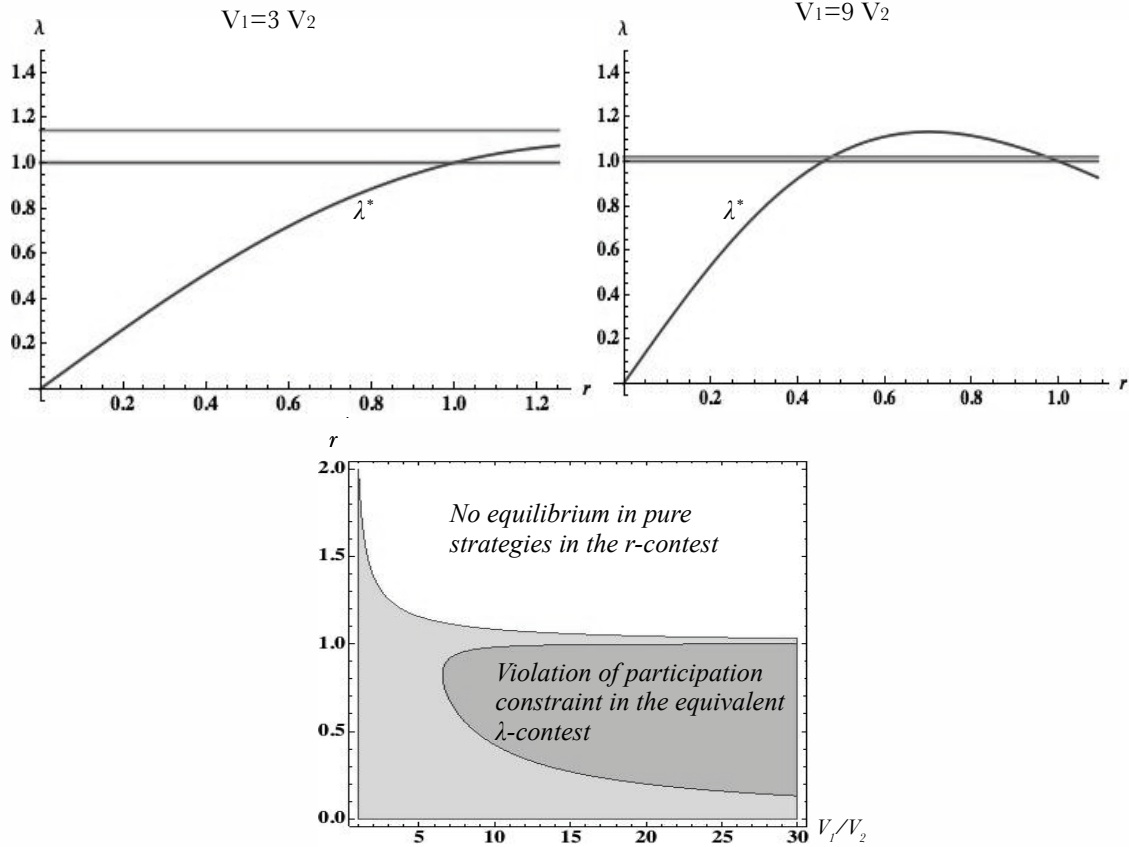 V1=3 V2
λ
1.4
1.2
1.0
0.8
0.6
0.4
0.2
λ*
0.2 0.4 0.6 0.8 1.0 1.2 r
V1=9 V2
λ
1.4
1.2
1.0
0.8
0.6
0.4
0.2
λ*
0.2 0.4 0.6 0.8 1.0 r
r
2.0
1.5
1.0
0.5
0.0
No equilibrium in pure
strategies in the r-contest
Violation of participation
constraint in the equivalent
λ-contest
5 10 15 20 25 30 V1/V2